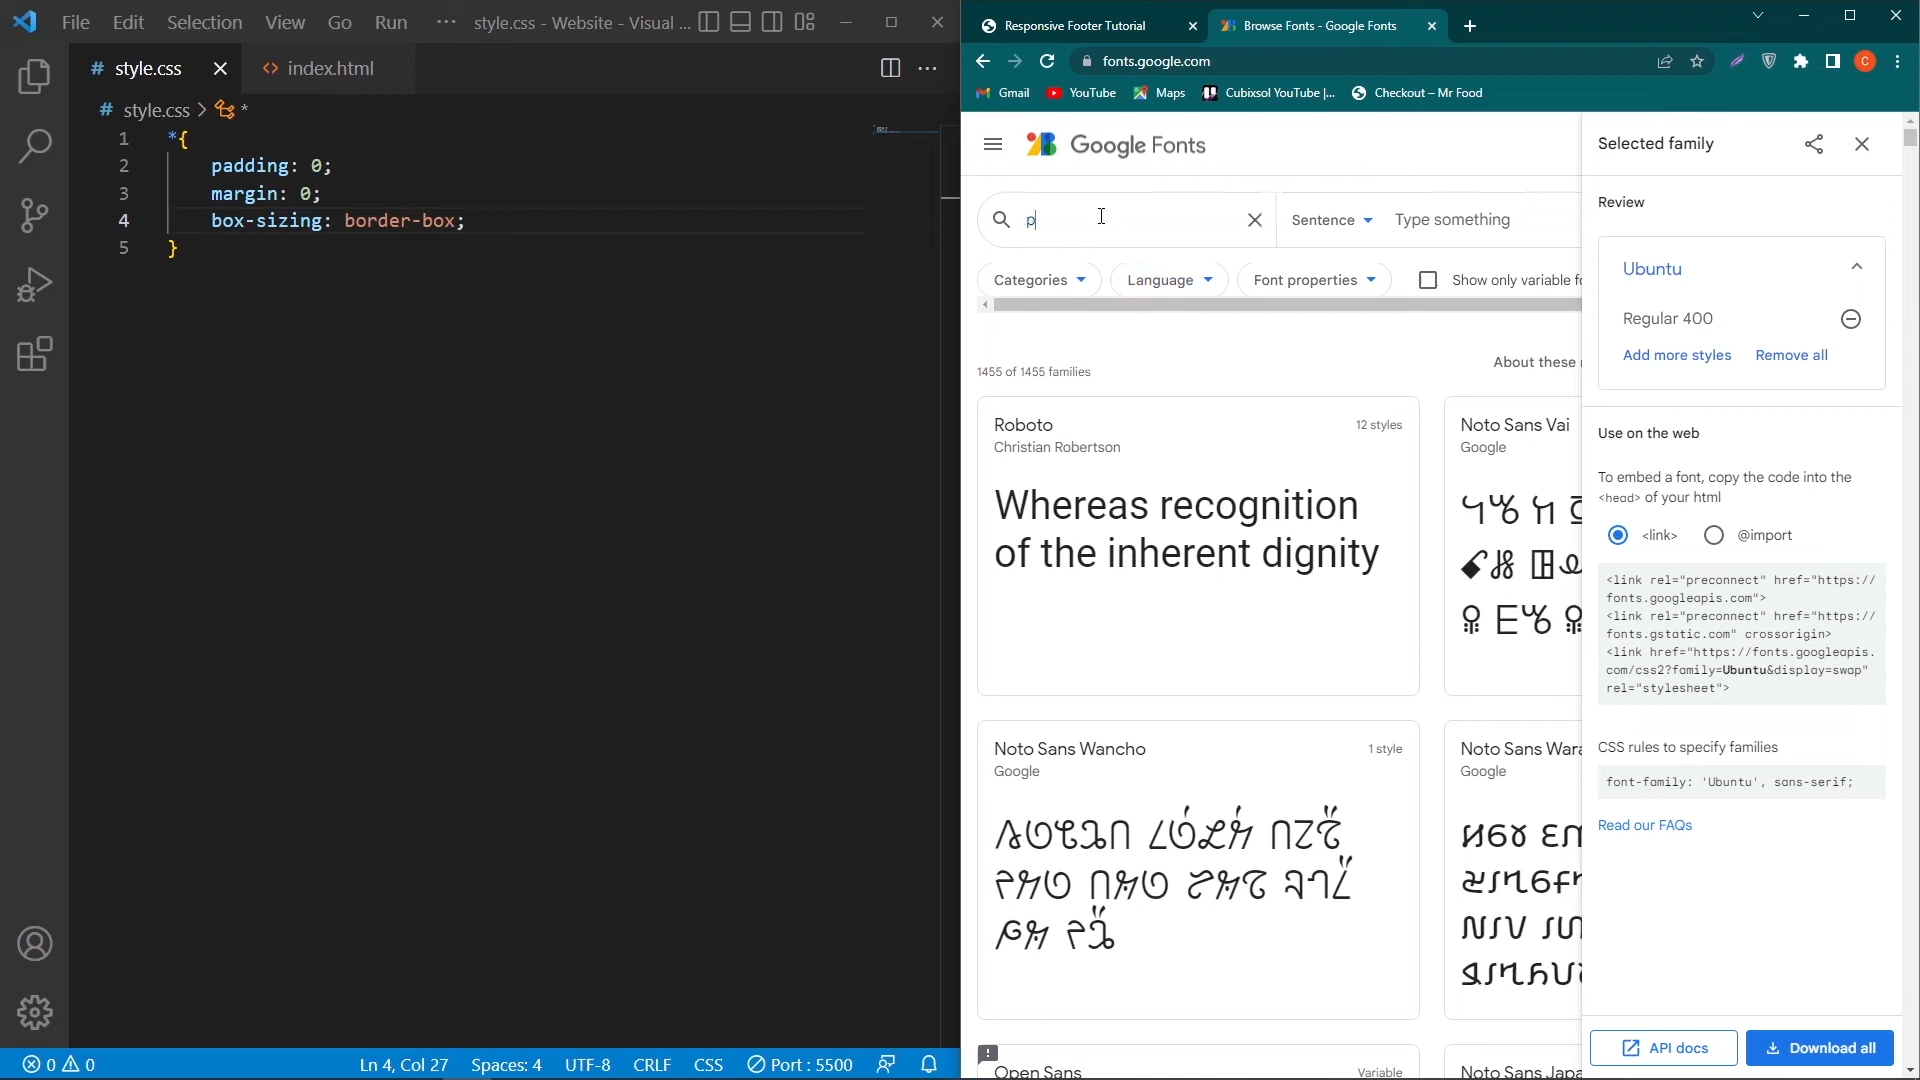 File Edit Selection View Go Run ··· style.css - Website - Visual ...
# style.css
<> index.html
# style.css > *
1 *{
2 padding: 0;
3 margin: 0;
4 box-sizing: border-box;
5 }
0 0
Ln 4, Col 27 Spaces: 4 UTF-8 CRLF CSS Port : 5500
Responsive Footer Tutorial
Browse Fonts - Google Fonts
fonts.google.com
C
Gmail YouTube Maps Cubixsol YouTube |... Checkout – Mr Food
Google Fonts
p
Sentence Type something
Categories Language Font properties Show only variable fo
1455 of 1455 families
About these
Roboto 12 styles
Christian Robertson
Whereas recognition
of the inherent dignity
Noto Sans Vai
Google
Noto Sans Wancho 1 style
Google
Noto Sans Wara
Google
Open Sans Variable
Noto Sans Japa
Selected family
Review
Ubuntu
Regular 400
Add more styles Remove all
Use on the web
To embed a font, copy the code into the
<head> of your html
<link> @import
<link rel="preconnect" href="https://
fonts.googleapis.com">
<link rel="preconnect" href="https://
fonts.gstatic.com" crossorigin>
<link href="https://fonts.googleapis.
com/css2?family=Ubuntu&display=swap"
rel="stylesheet">
CSS rules to specify families
font-family: 'Ubuntu', sans-serif;
Read our FAQs
API docs Download all